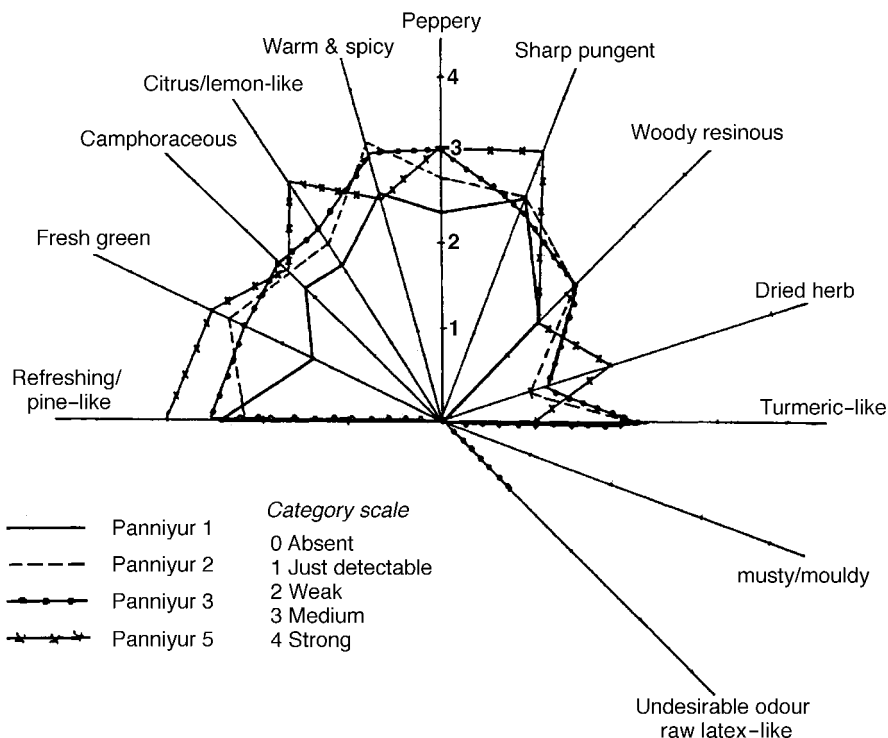 Peppery
Warm & spicy
Sharp pungent
Citrus/lemon-like
4
Camphoraceous
Woody resinous
3
Fresh green
2
Dried herb
1
Refreshing/
pine-like
Turmeric-like
Category scale
Panniyur 1
0 Absent
Panniyur 2
1 Just detectable
2 Weak
Panniyur 3
3 Medium
Panniyur 5
4 Strong
musty/mouldy
Undesirable odour
raw latex-like